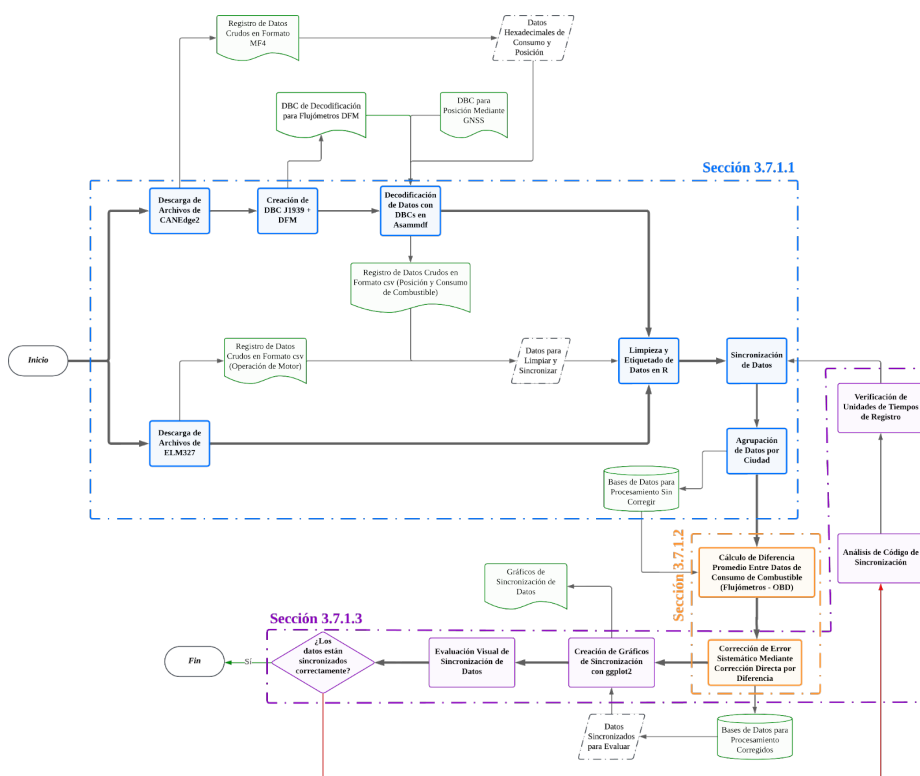 Registro de Datos
Crudos en Formato
MF4
Datos
Hexadecimales de
Consumo y
Posición
DBC de Decodificación
para Flujómetros DFM
DBC para
Posición Mediante
GNSS
Sección 3.7.1.1
Descarga de
Archivos de
CANEdge2
Creación de
DBC J1939 +
DFM
Decodificación
de Datos con
DBCs en
Asammdf
Registro de Datos Crudos en
Formato csv (Posición y Consumo
de Combustible)
Inicio
Registro de Datos
Crudos en Formato csv
(Operación de Motor)
Datos para
Limpiar y
Sincronizar
Limpieza y
Etiquetado de
Datos en R
Sincronización
de Datos
Verificación de
Unidades de Tiempos
de Registro
Descarga de
Archivos de
ELM327
Agrupación
de Datos por
Ciudad
Bases de Datos para
Procesamiento Sin
Corregir
Sección 3.7.1.2
Cálculo de Diferencia
Promedio Entre Datos de
Consumo de Combustible
(Flujómetros - OBD)
Análisis de Código de
Sincronización
Gráficos de
Sincronización de
Datos
Sección 3.7.1.3
Fin
Sí
¿Los
datos están
sincronizados
correctamente?
Evaluación Visual de
Sincronización de
Datos
Creación de Gráficos
de Sincronización
con ggplot2
Corrección de Error
Sistemático Mediante
Corrección Directa por
Diferencia
Datos
Sincronizados
para Evaluar
Bases de Datos para
Procesamiento
Corregidos